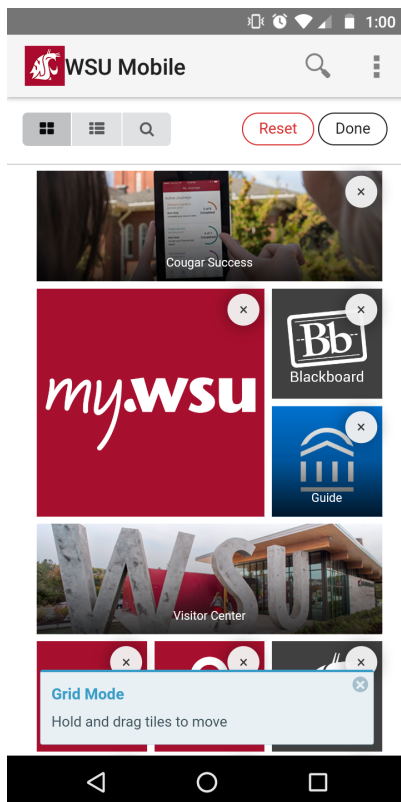 1:00
WSU Mobile
Reset
Done
Cougar Success
my.wsu
Bb
Blackboard
Guide
WSU
Visitor Center
Grid Mode
Hold and drag tiles to move